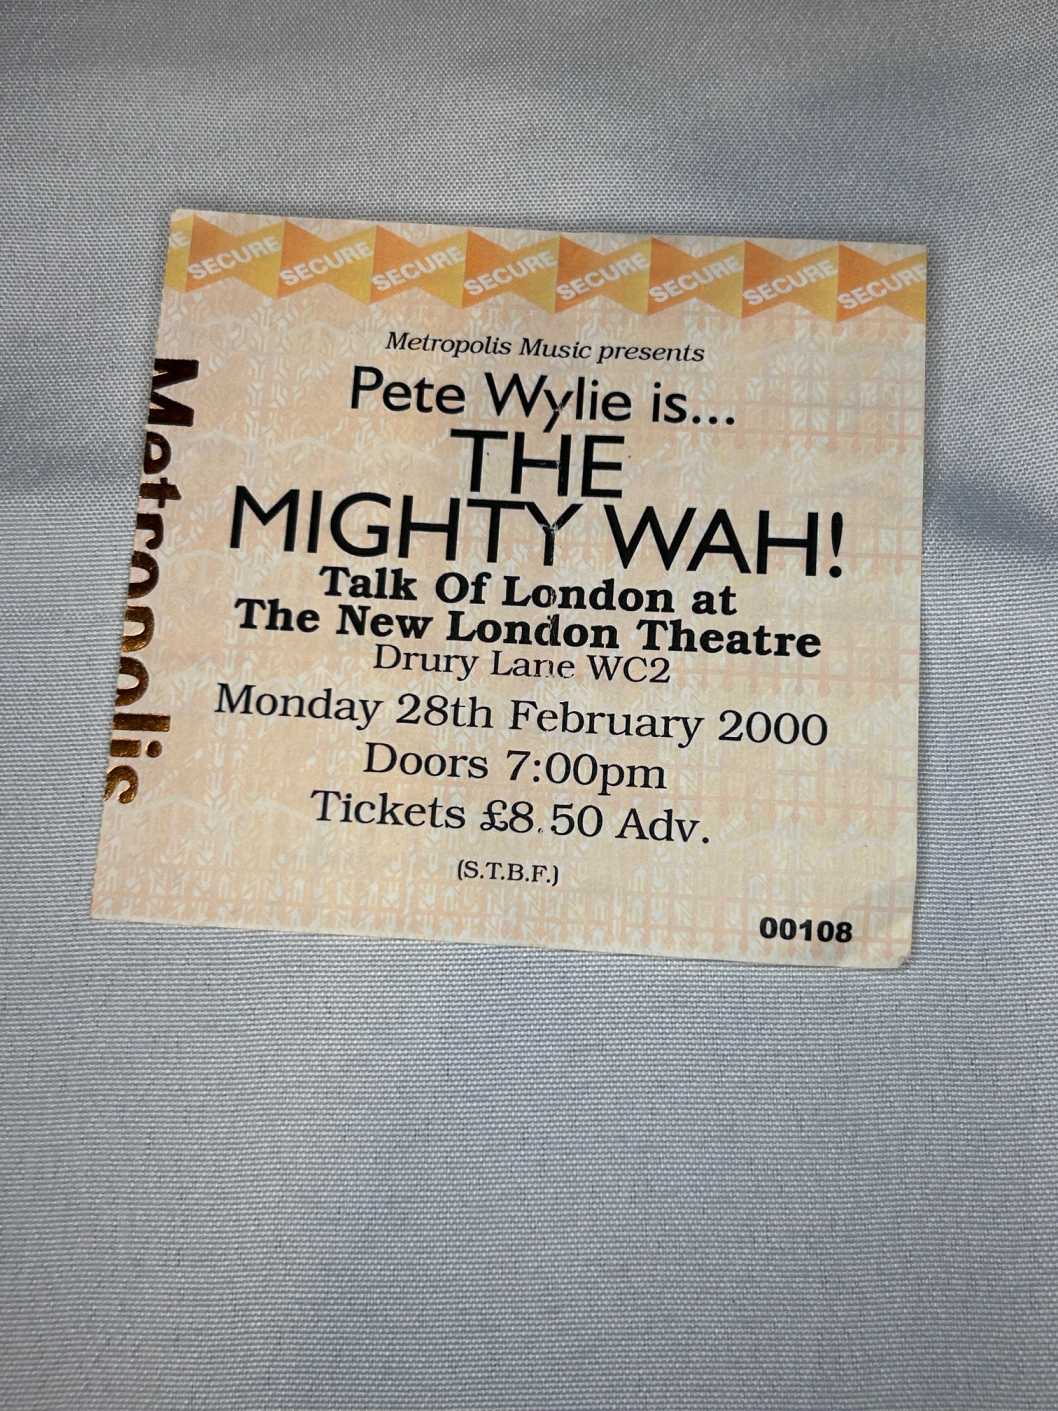 SECURE SECURE SECURE SECURE SECURE SECURE SECURE SECURE
Metropolis
Metropolis Music presents
Pete Wylie is...
THE
MIGHTY WAH!
Talk Of London at
The New London Theatre
Drury Lane WC2
Monday 28th February 2000
Doors 7:00pm
Tickets £8.50 Adv.
(S.T.B.F.)
00108